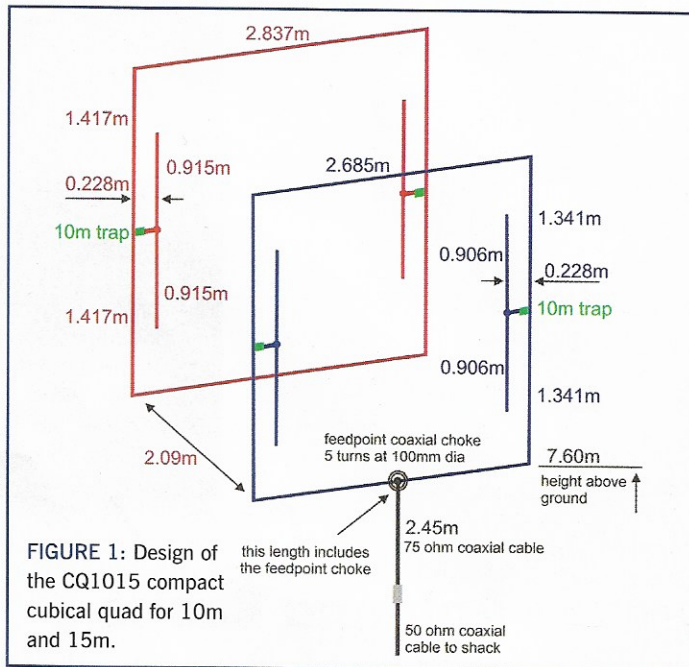 2.837m
1.417m
0.915m
2.685m
0.228m
10m trap
0.906m
1.341m
0.228m
10m trap
0.915m
1.417m
0.906m
1.341m
2.09m
feedpoint coaxial choke
5 turns at 100mm dia
7.60m
height above
ground
this length includes
the feedpoint choke
2.45m
75 ohm coaxial cable
50 ohm coaxial
cable to shack
FIGURE 1: Design of
the CQ1015 compact
cubical quad for 10m
and 15m.